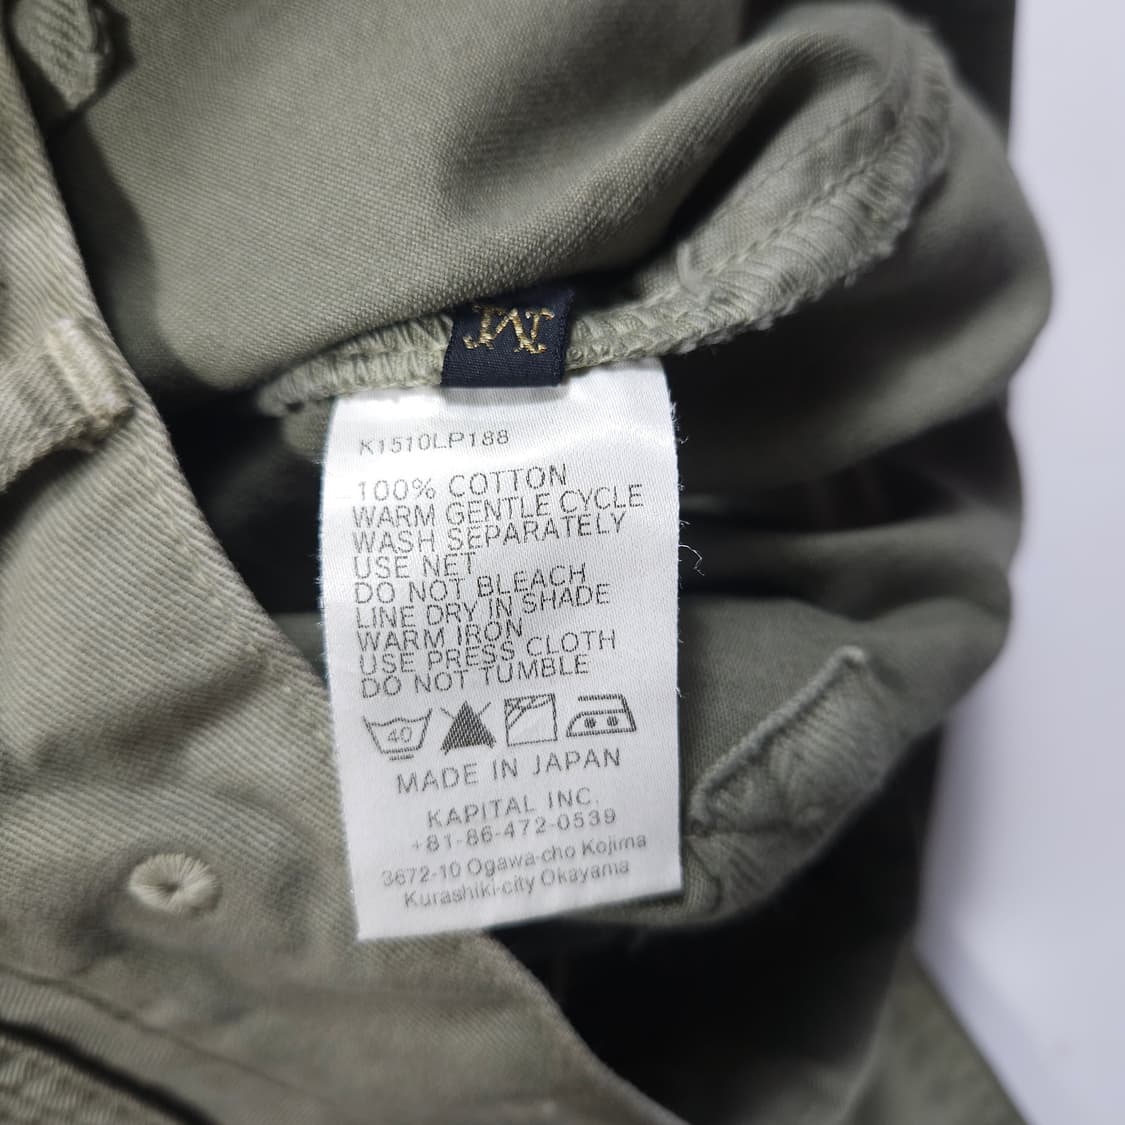 M
K1510LP188
100% COTTON
WARM GENTLE CYCLE
WASH SEPARATELY
USE NET
DO NOT BLEACH
LINE DRY IN SHADE
WARM IRON
USE PRESS CLOTH
DO NOT TUMBLE
40
MADE IN JAPAN
KAPITAL INC.
+81-86-472-0539
3672-10 Ogawa-cho Kojima
Kurashiki-city Okayama